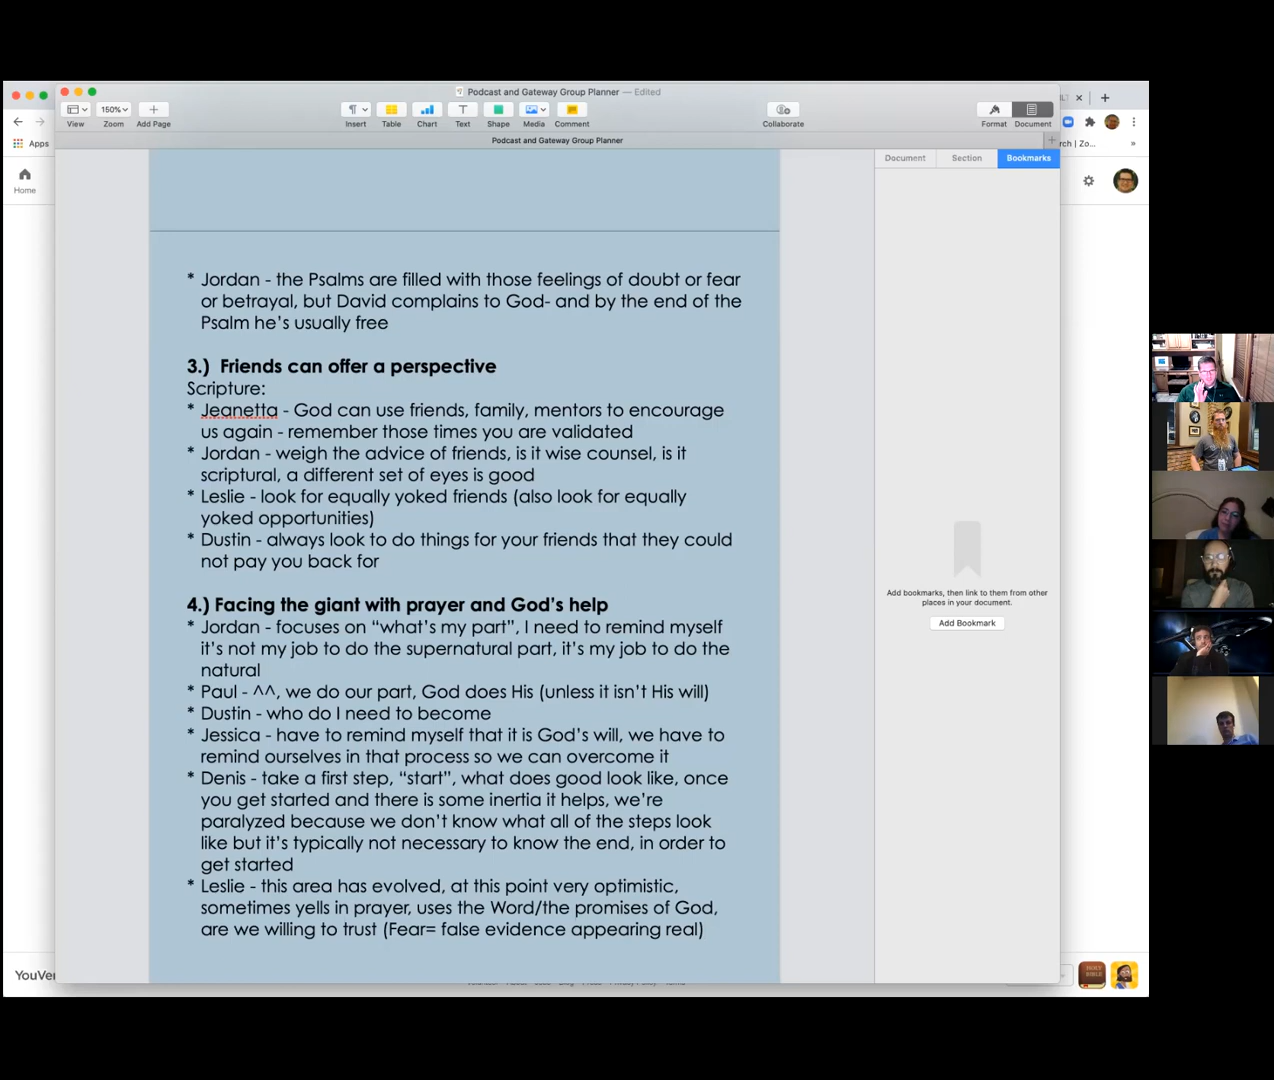 Podcast and Gateway Group Planner — Edited
150%
View
Zoom
Add Page
Insert
Table
Chart
Text
Shape
Media
Comment
Collaborate
Format
Document
Apps
Podcast and Gateway Group Planner
Home
Document
Section
Bookmarks
* Jordan - the Psalms are filled with those feelings of doubt or fear
or betrayal, but David complains to God- and by the end of the
Psalm he's usually free
3.) Friends can offer a perspective
Scripture:
* Jeanetta - God can use friends, family, mentors to encourage
us again - remember those times you are validated
* Jordan - weigh the advice of friends, is it wise counsel, is it
scriptural, a different set of eyes is good
* Leslie - look for equally yoked friends (also look for equally
yoked opportunities)
* Dustin - always look to do things for your friends that they could
not pay you back for
4.) Facing the giant with prayer and God's help
* Jordan - focuses on “what's my part”, I need to remind myself
it's not my job to do the supernatural part, it's my job to do the
natural
* Paul - ^^, we do our part, God does His (unless it isn't His will)
* Dustin - who do I need to become
* Jessica - have to remind myself that it is God's will, we have to
remind ourselves in that process so we can overcome it
* Denis - take a first step, “start”, what does good look like, once
you get started and there is some inertia it helps, we're
paralyzed because we don't know what all of the steps look
like but it's typically not necessary to know the end, in order to
get started
* Leslie - this area has evolved, at this point very optimistic,
sometimes yells in prayer, uses the Word/the promises of God,
are we willing to trust (Fear= false evidence appearing real)
Add bookmarks, then link to them from other
places in your document.
Add Bookmark
YouVer
HOLY
BIBLE